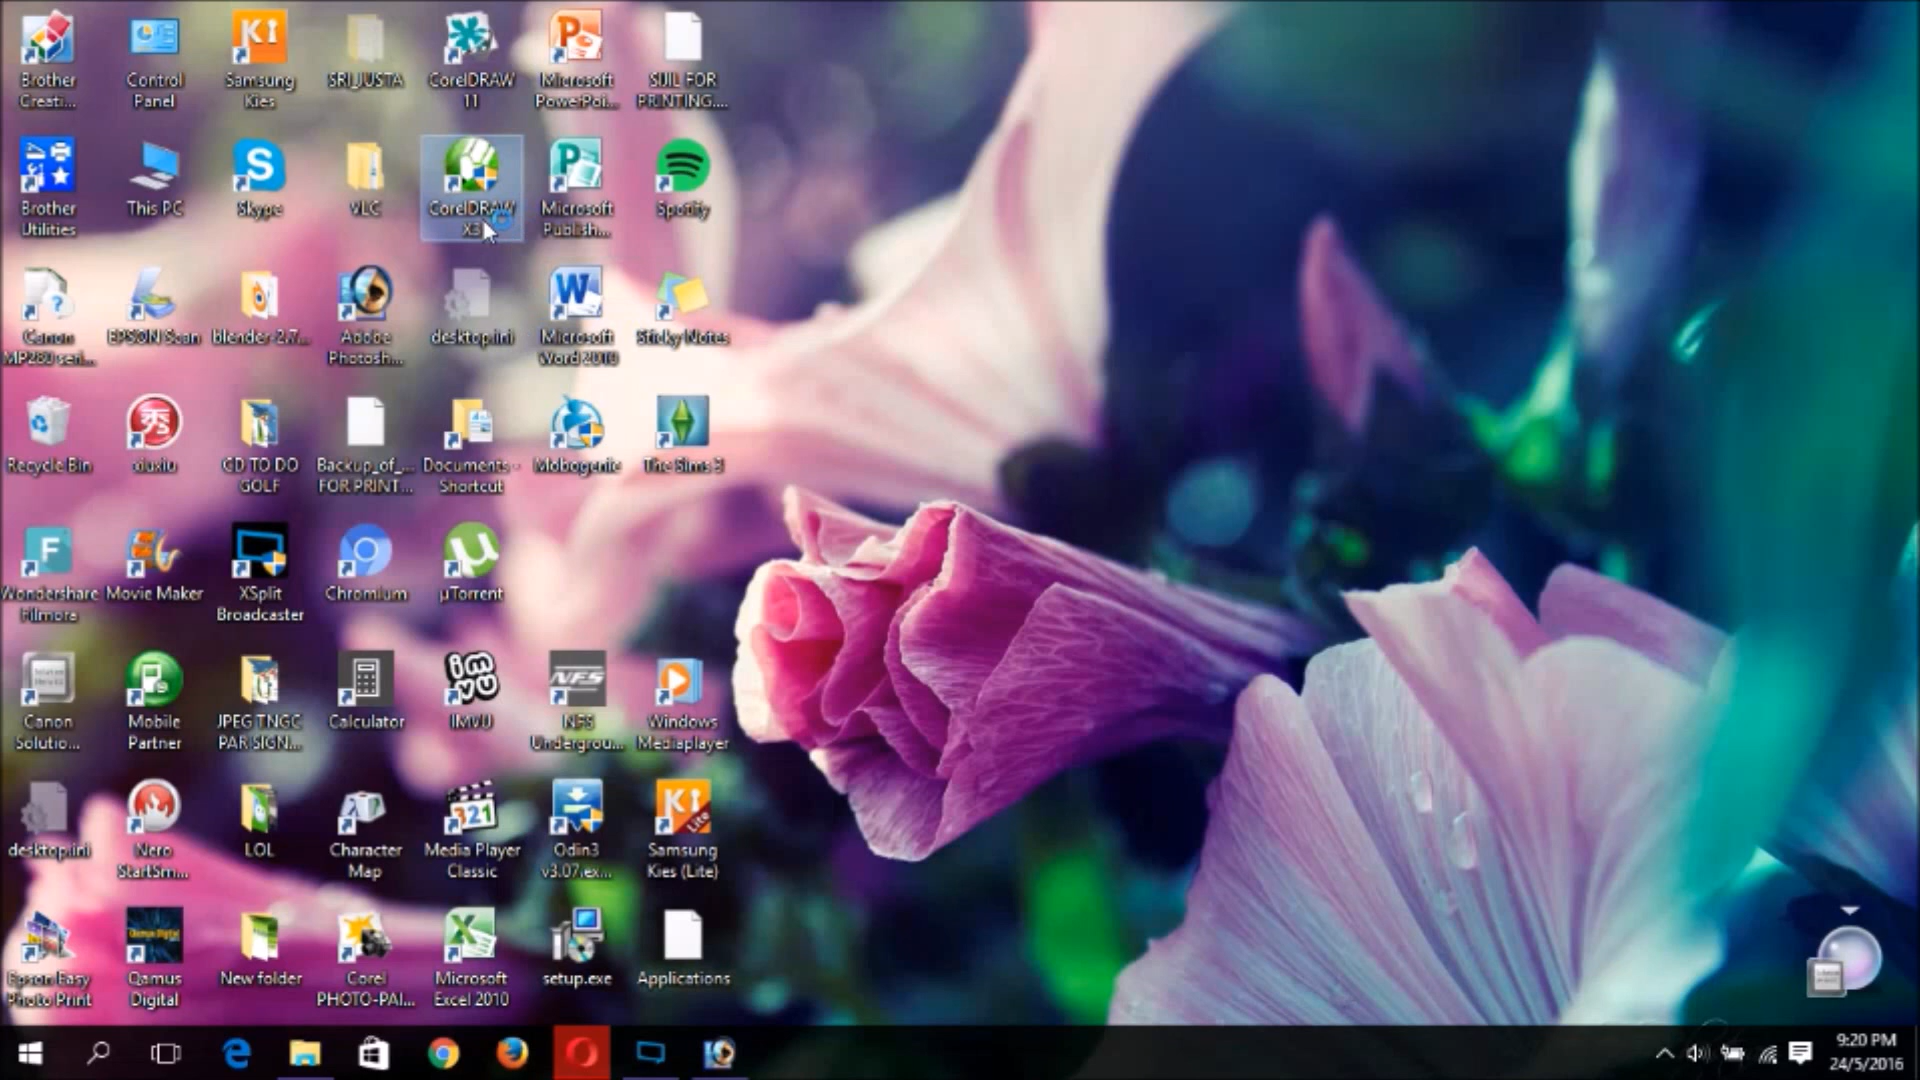 Brother
Creati...
Control
Panel
Samsung
Kies
SRI_JUSTA
CorelDRAW
11
Microsoft
PowerPoi...
SIJIL FOR
PRINTING....
Brother
Utilities
This PC
Skype
VLC
CorelDRAW
X3
Microsoft
Publish...
Spotify
Canon
MP280 seri...
EPSON Scan
blender-2.7...
Adobe
Photosh...
desktop.ini
Microsoft
Word 2010
Sticky Notes
Recycle Bin
xiuxiu
CD TO DO
GOLF
Backup_of_...
FOR PRINT...
Documents -
Shortcut
Mobogenie
The Sims 3
Wondershare
Filmora
Movie Maker
XSplit
Broadcaster
Chromium
µTorrent
Canon
Solutio...
Mobile
Partner
JPEG TNGC
PAR SIGN...
Calculator
IMVU
NFS
Undergrou...
Windows
Mediaplayer
desktop.ini
Nero
StartSm...
LOL
Character
Map
Media Player
Classic
Odin3
v3.07.ex...
Samsung
Kies (Lite)
Epson Easy
Photo Print
Qamus
Digital
New folder
Corel
PHOTO-PAI...
Microsoft
Excel 2010
setup.exe
Applications
9:20 PM
24/5/2016